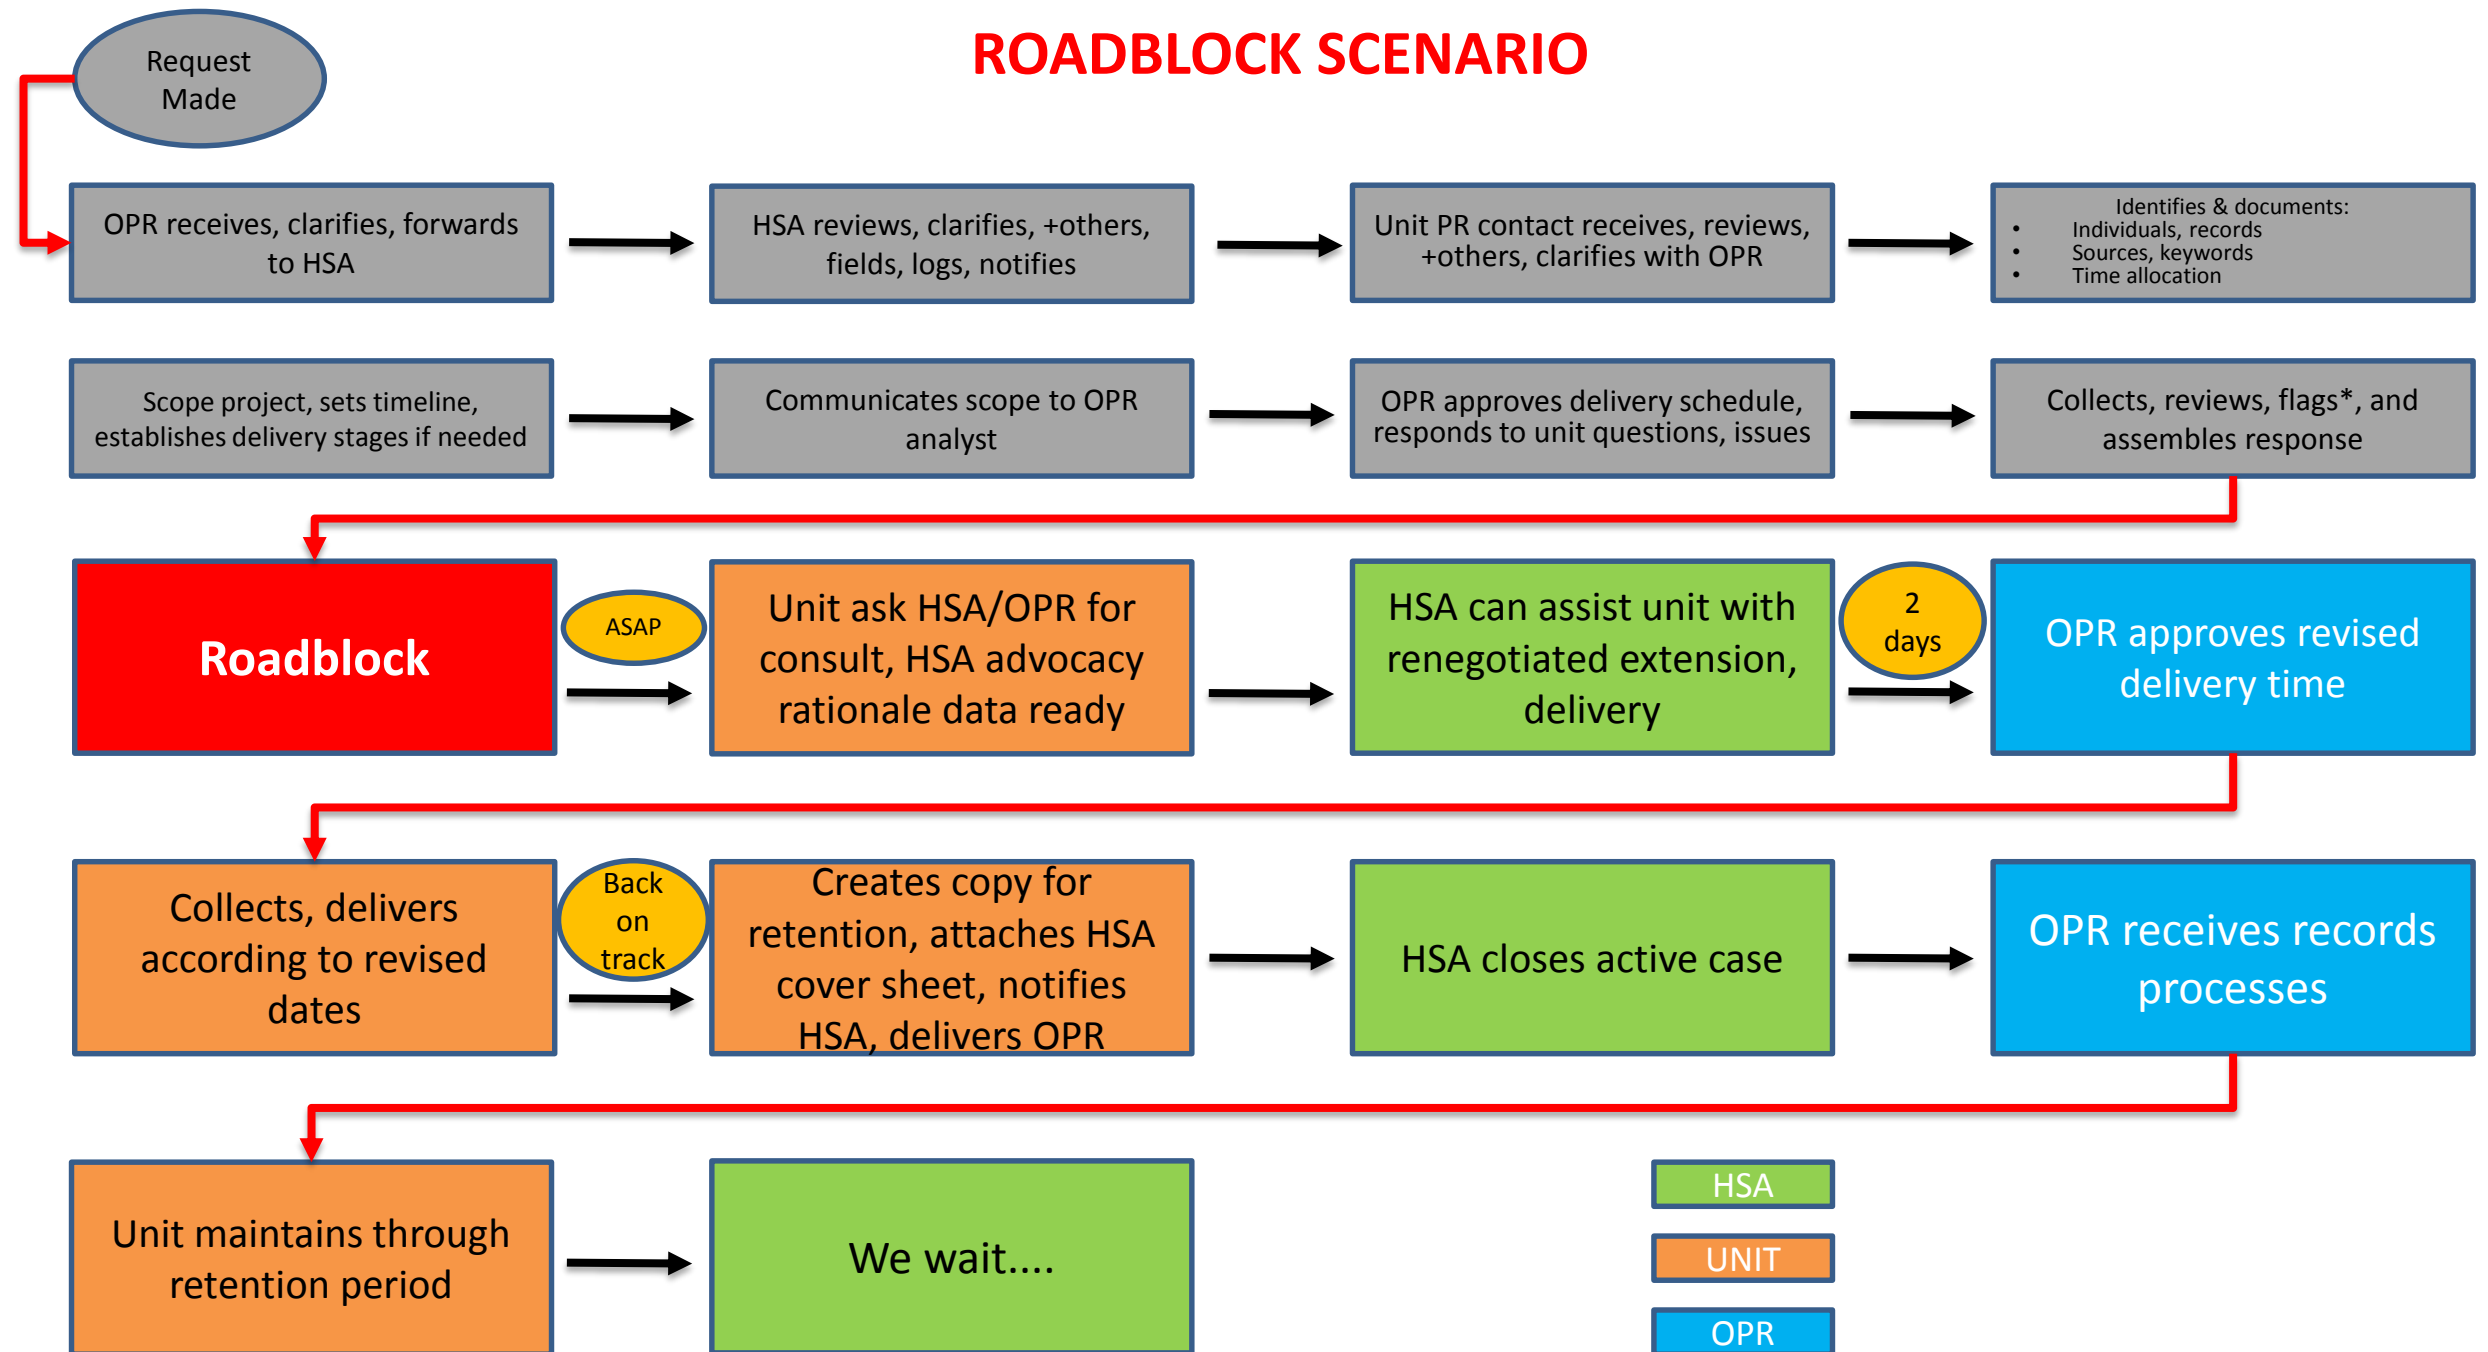 ROADBLOCK SCENARIO
Request
Made
OPR receives, clarifies, forwards
to HSA
HSA reviews, clarifies, +others,
fields, logs, notifies
Unit PR contact receives, reviews,
+others, clarifies with OPR
Identifies & documents:
• Individuals, records
• Sources, keywords
• Time allocation
Scope project, sets timeline,
establishes delivery stages if needed
Communicates scope to OPR
analyst
OPR approves delivery schedule,
responds to unit questions, issues
Collects, reviews, flags*, and
assembles response
Roadblock
ASAP
Unit ask HSA/OPR for
consult, HSA advocacy
rationale data ready
HSA can assist unit with
renegotiated extension,
delivery
2
days
OPR approves revised
delivery time
Collects, delivers
according to revised
dates
Back
on
track
Creates copy for
retention, attaches HSA
cover sheet, notifies
HSA, delivers OPR
HSA closes active case
OPR receives records
processes
Unit maintains through
retention period
We wait....
HSA
UNIT
OPR